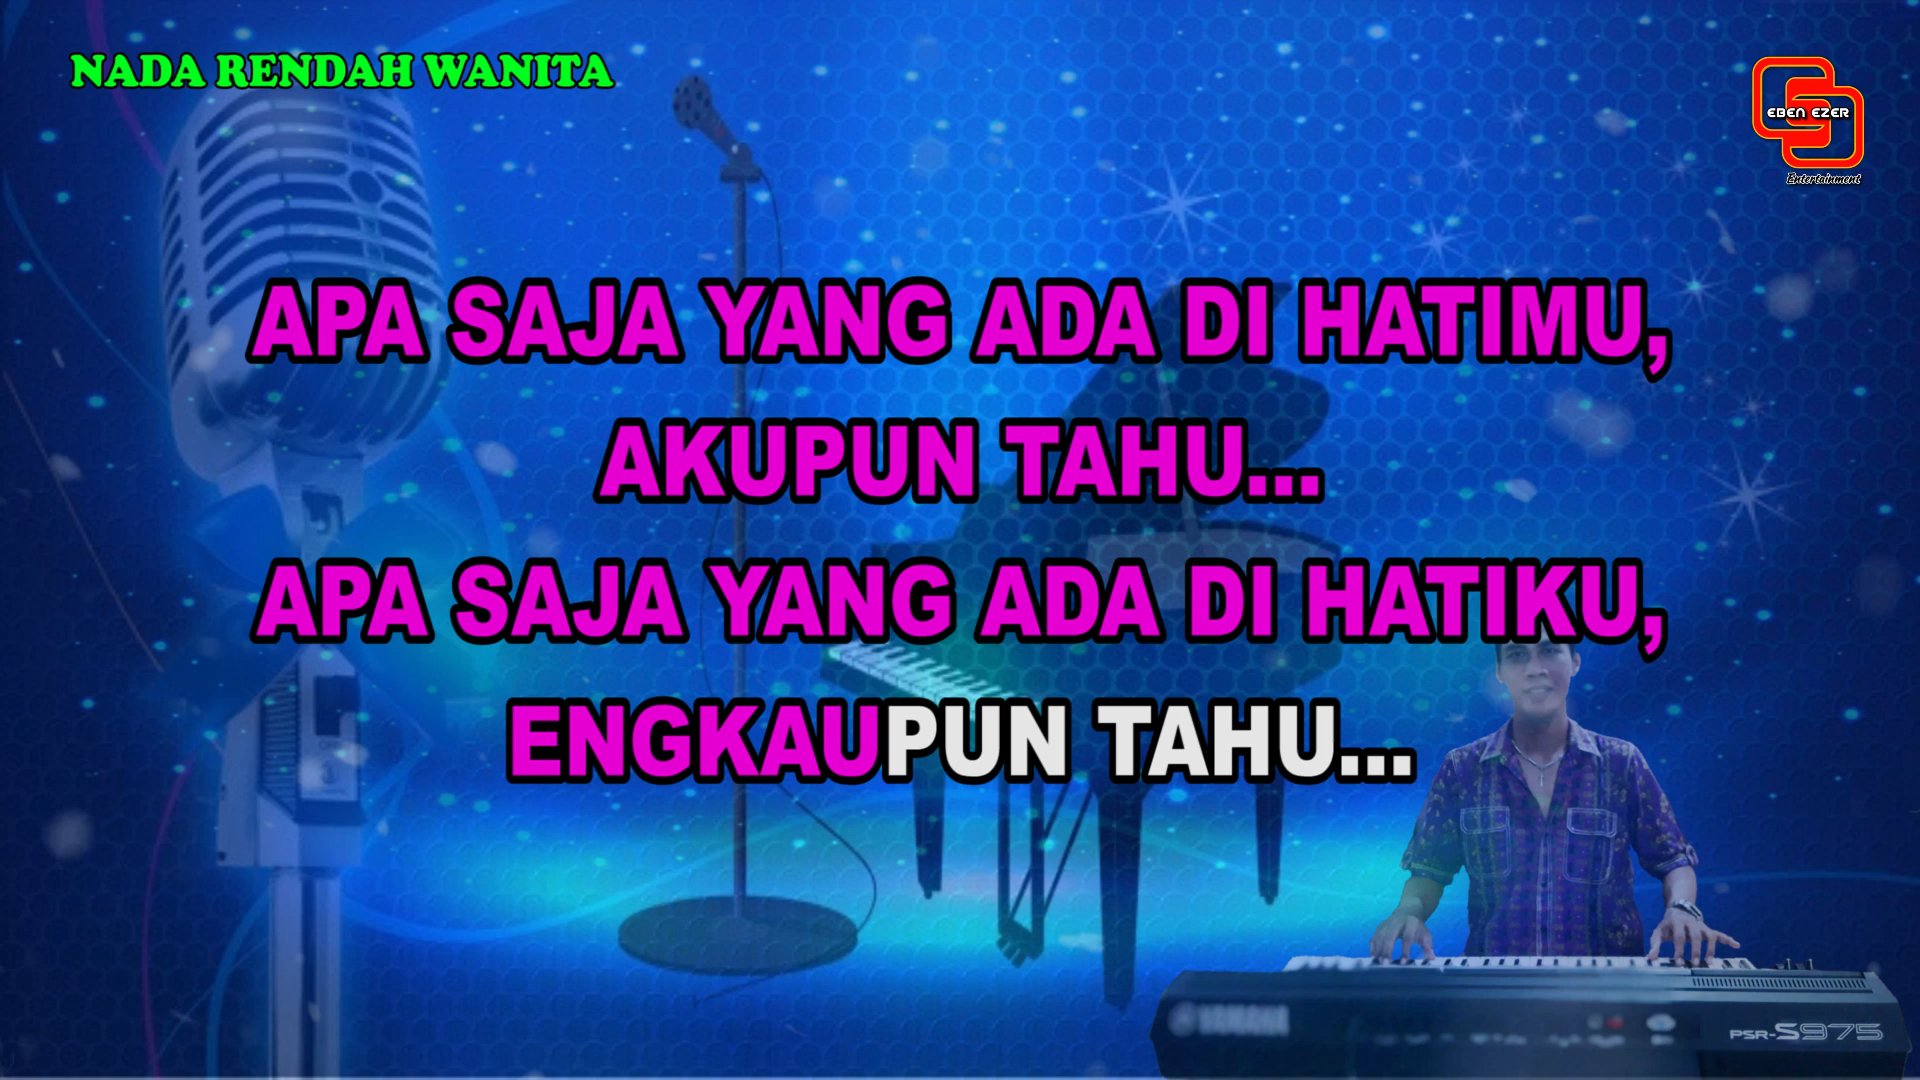 NADA RENDAH WANITA
EBEN EZER
Entertainment
APA SAJA YANG ADA DI HATIMU,
AKUPUN TAHU...
APA SAJA YANG ADA DI HATIKU,
ENGKAUPUN TAHU...
YAMAHA
PSR-S975